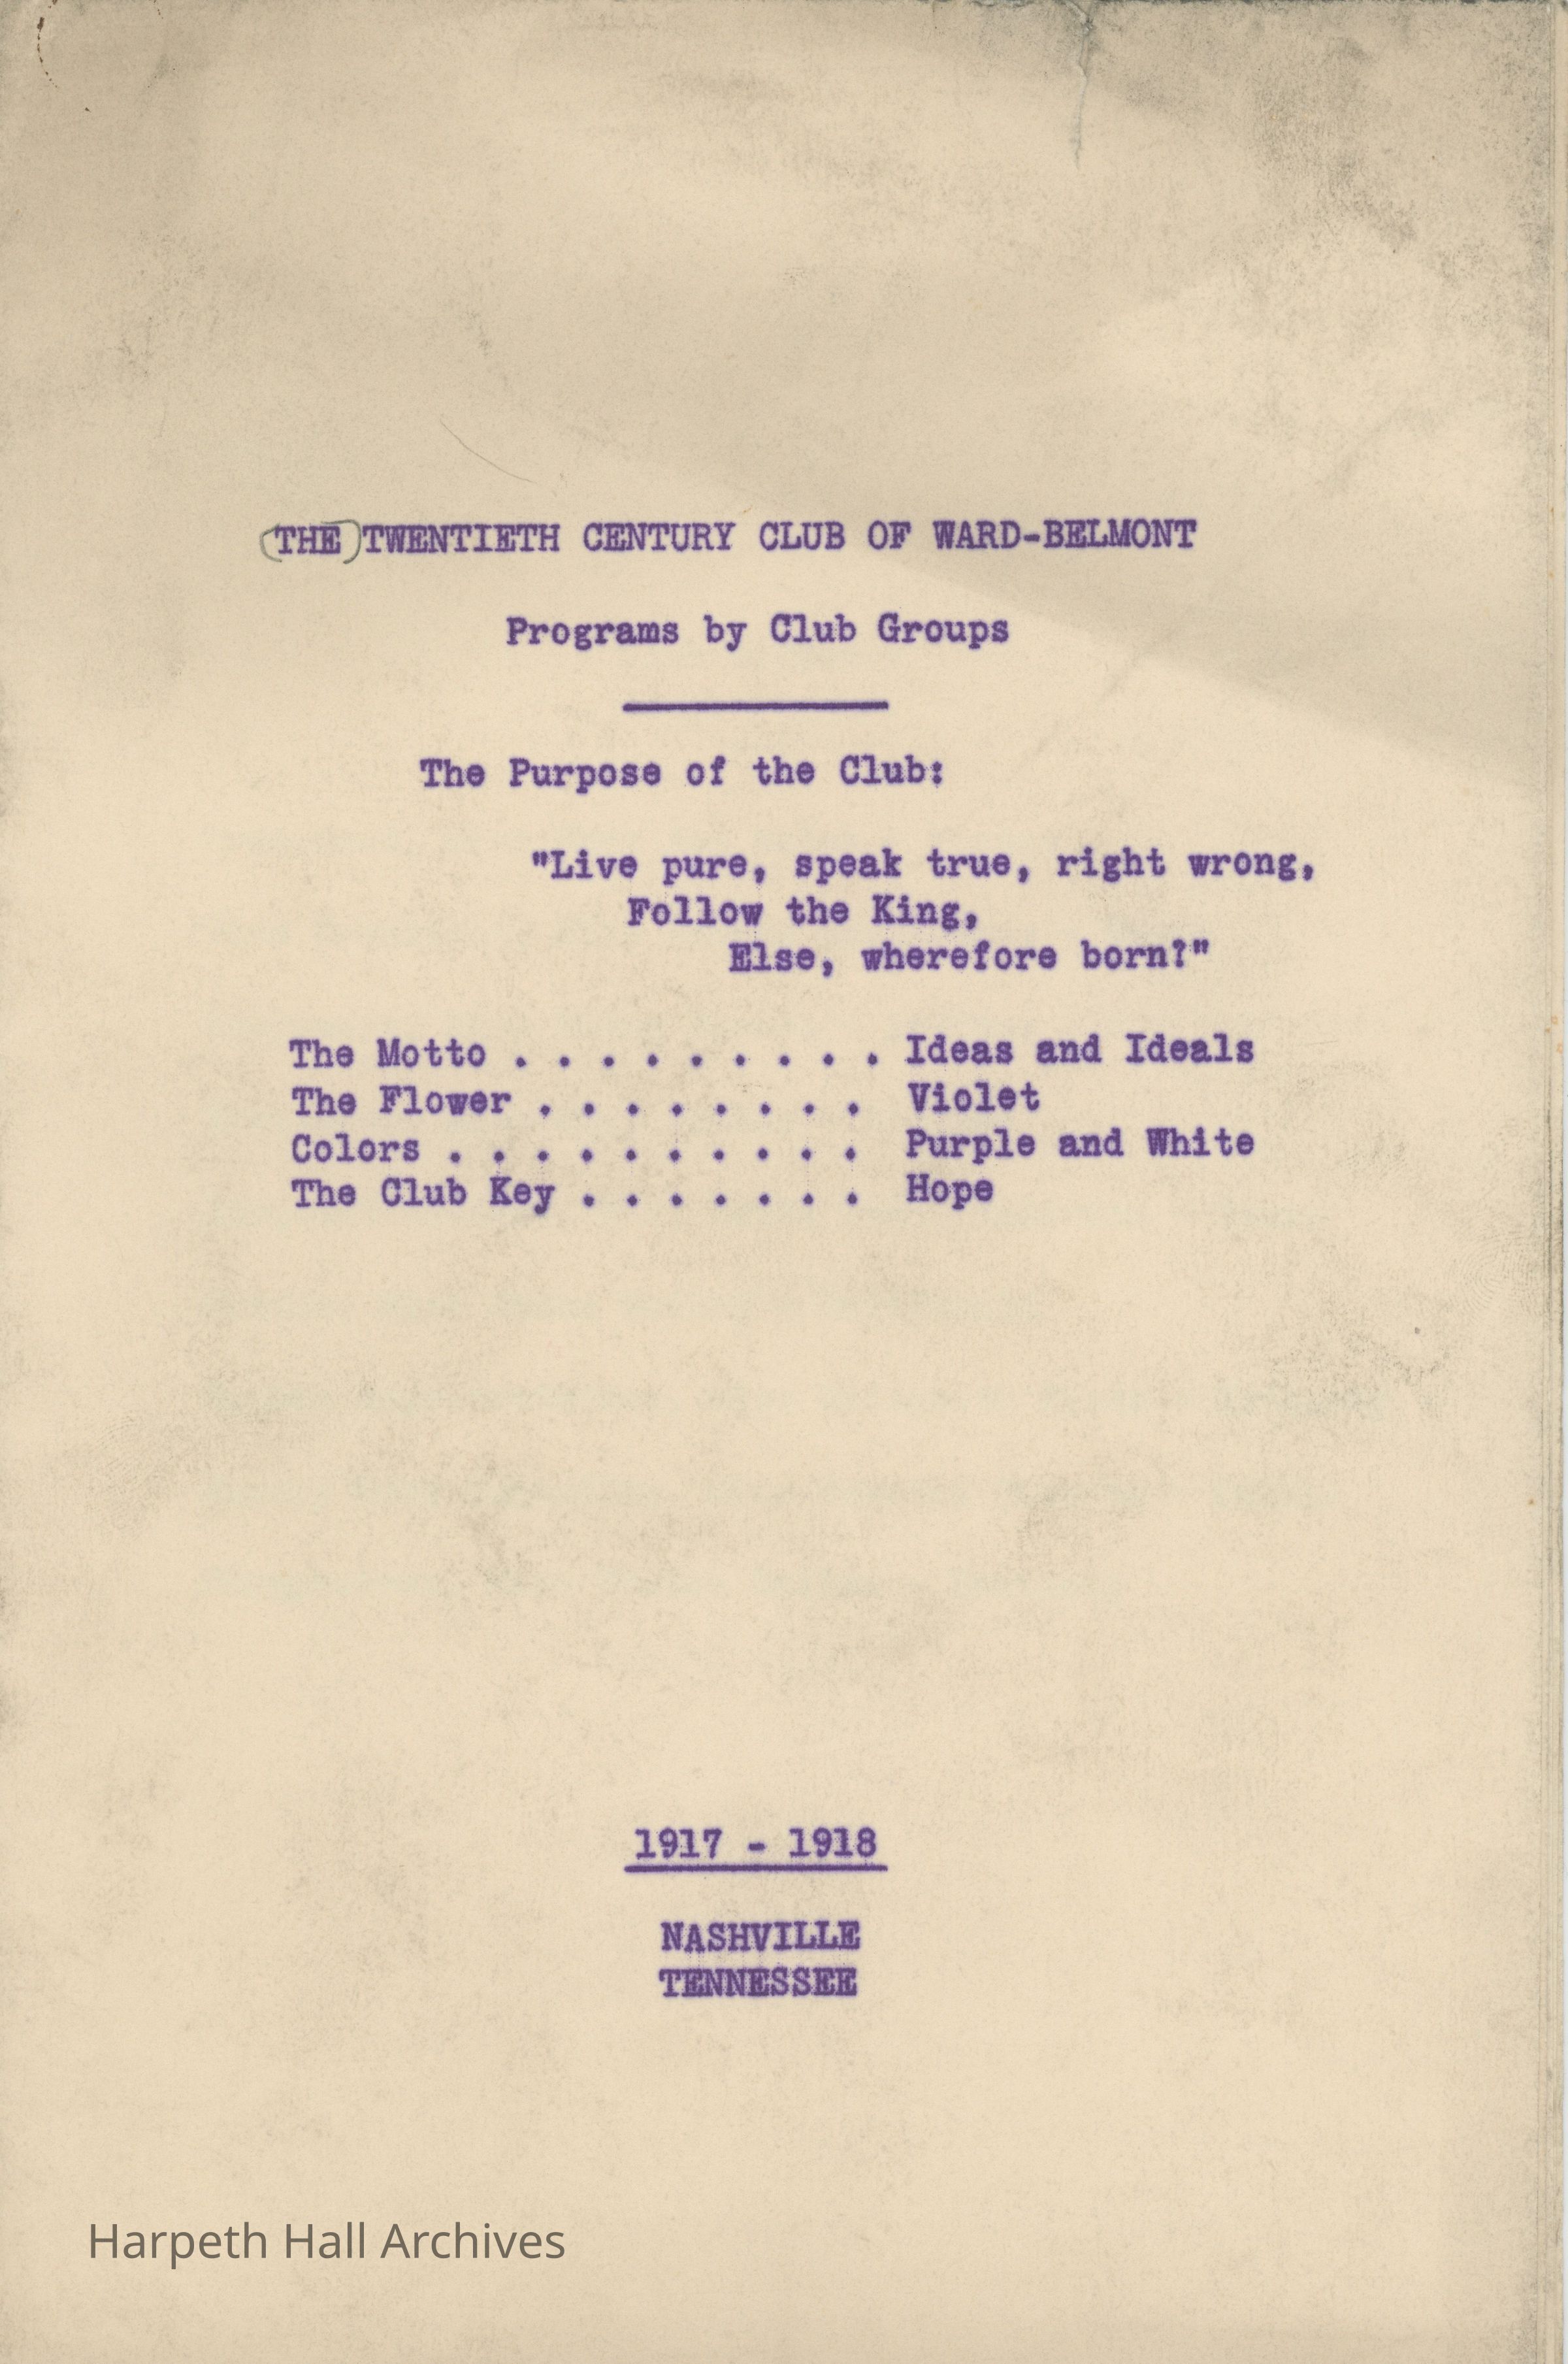 (THE) TWENTIETH CENTURY CLUB OF WARD-BELMONT
Programs by Club Groups
The Purpose of the Club:
"Live pure, speak true, right wrong,
Follow the King,
Else, wherefore born?"
The Motto . . . . . . . . . Ideas and Ideals
The Flower . . . . . . . . Violet
Colors . . . . . . . . . . Purple and White
The Club Key . . . . . . . Hope
1917 - 1918
NASHVILLE
TENNESSEE
Harpeth Hall Archives